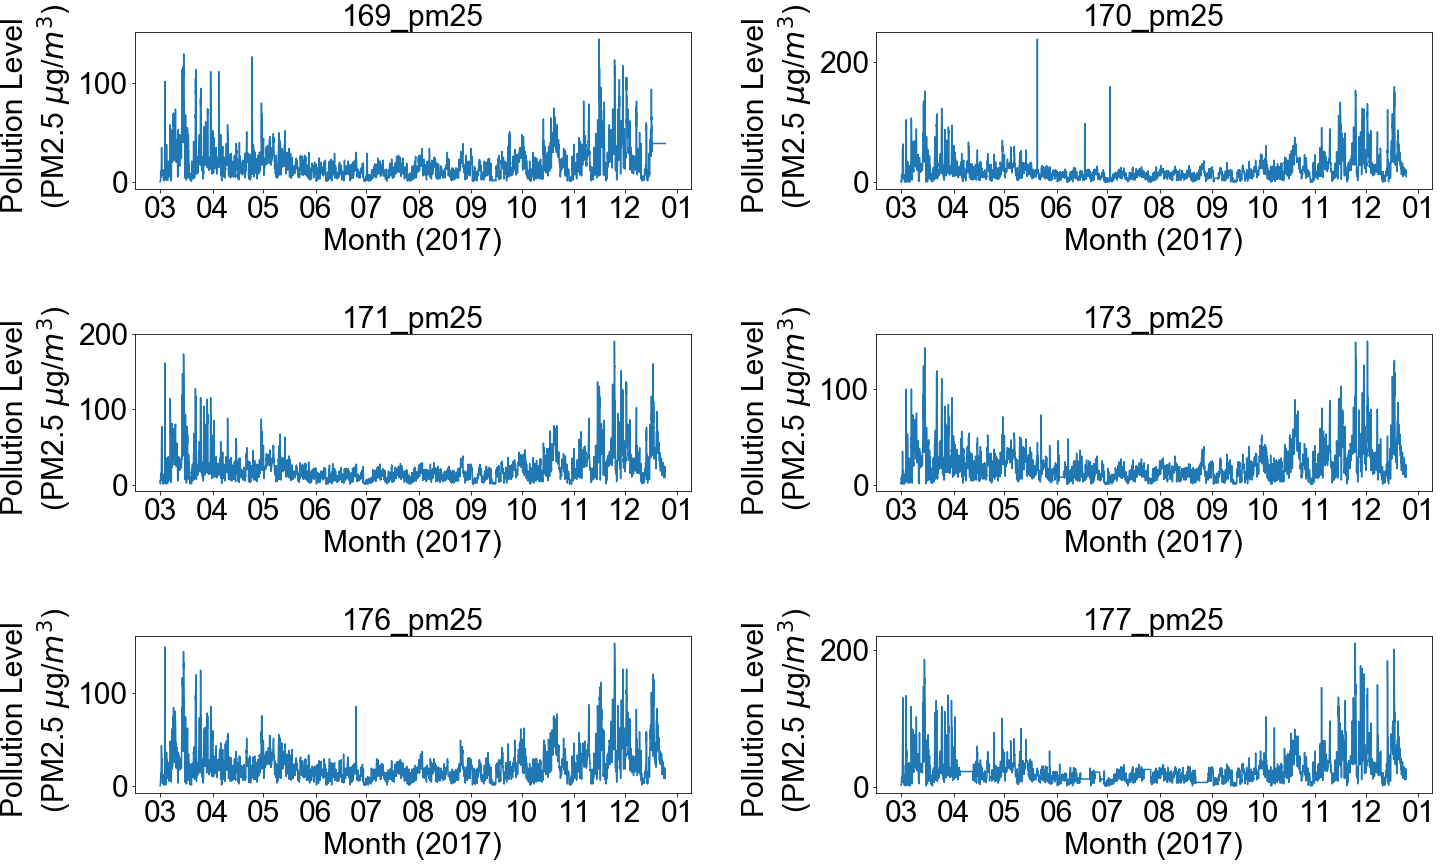 169_pm25
Pollution Level
(PM2.5 µg/m³)
100
0
03 04 05 06 07 08 09 10 11 12 01
Month (2017)
170_pm25
Pollution Level
(PM2.5 µg/m³)
200
0
03 04 05 06 07 08 09 10 11 12 01
Month (2017)
171_pm25
Pollution Level
(PM2.5 µg/m³)
200
100
0
03 04 05 06 07 08 09 10 11 12 01
Month (2017)
173_pm25
Pollution Level
(PM2.5 µg/m³)
100
0
03 04 05 06 07 08 09 10 11 12 01
Month (2017)
176_pm25
Pollution Level
(PM2.5 µg/m³)
100
0
03 04 05 06 07 08 09 10 11 12 01
Month (2017)
177_pm25
Pollution Level
(PM2.5 µg/m³)
200
0
03 04 05 06 07 08 09 10 11 12 01
Month (2017)